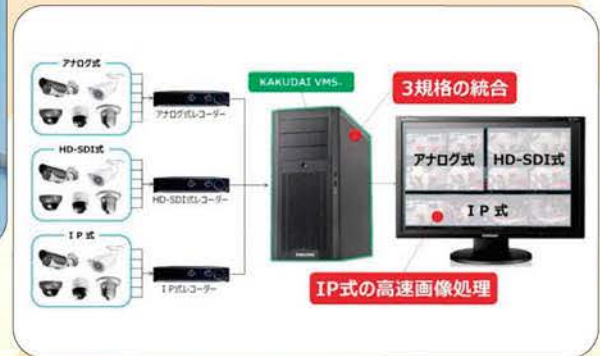 アナログ式
アナログ式レコーダー
HD-SDI式
HD-SDI式レコーダー
IP式
IP式レコーダー
KAKUDAI VMS
3規格の統合
アナログ式
HD-SDI式
IP式
IP式の高速画像処理